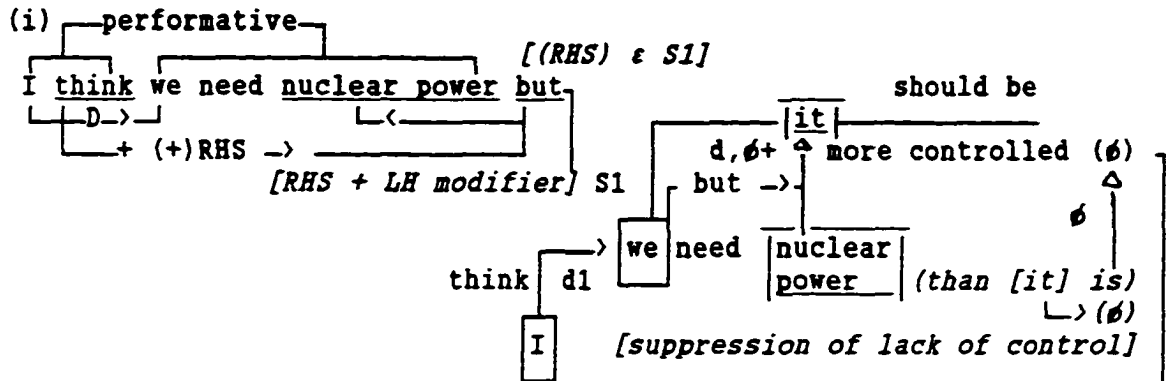 (i) performative
[(RHS) ε S1]
I think we need nuclear power but
should be
D
it
+ (+)RHS
d,ø+ more controlled (ø)
[RHS + LH modifier] S1
but
ø
we need nuclear
think d1
power (than [it] is)
(ø)
I
[suppression of lack of control]